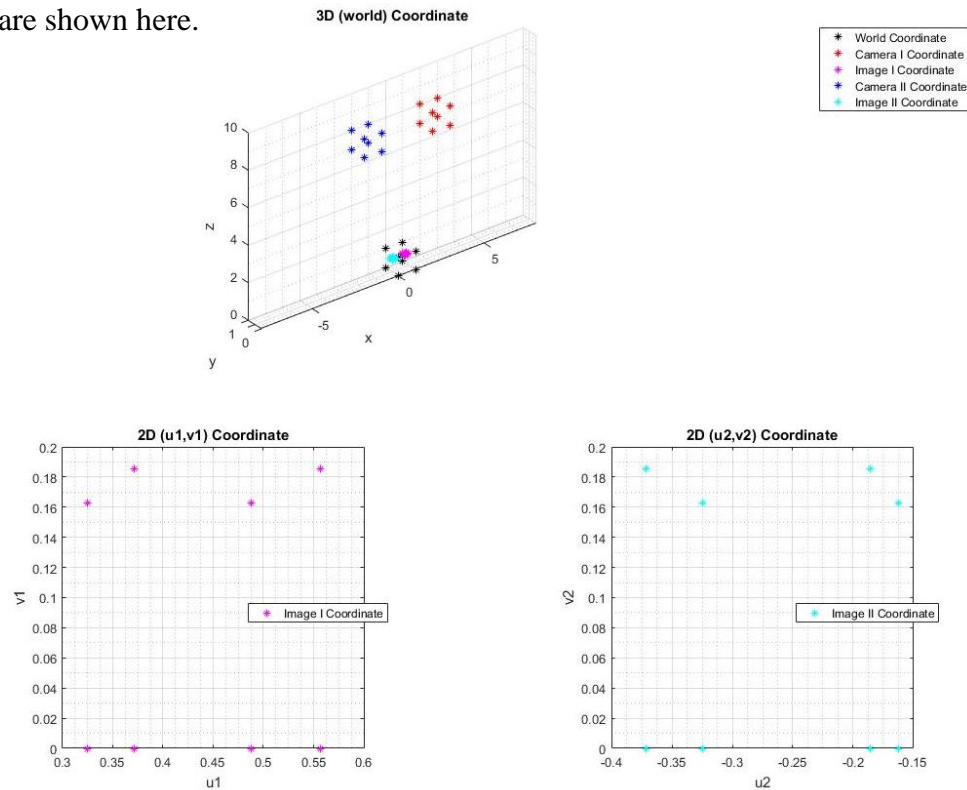 are shown here.
3D (world) Coordinate
World Coordinate
Camera I Coordinate
Image I Coordinate
Camera II Coordinate
Image II Coordinate
10
8
6
4
2
0
z
1
0
y
-5
0
5
x
2D (u1,v1) Coordinate
0.2
0.18
0.16
0.14
0.12
0.1
0.08
0.06
0.04
0.02
0
v1
Image I Coordinate
0.3 0.35 0.4 0.45 0.5 0.55 0.6
u1
2D (u2,v2) Coordinate
0.2
0.18
0.16
0.14
0.12
0.1
0.08
0.06
0.04
0.02
0
v2
Image II Coordinate
-0.4 -0.35 -0.3 -0.25 -0.2 -0.15
u2